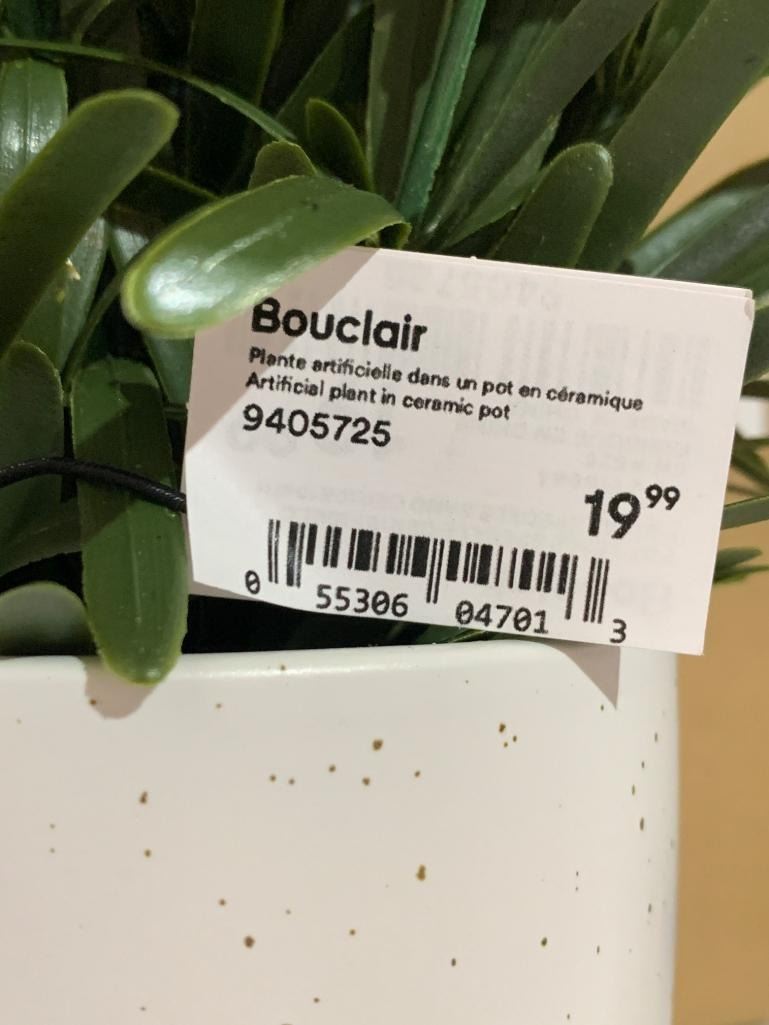 Bouclair
Plante artificielle dans un pot en céramique
Artificial plant in ceramic pot
9405725
19 99
0 55306 04701 3